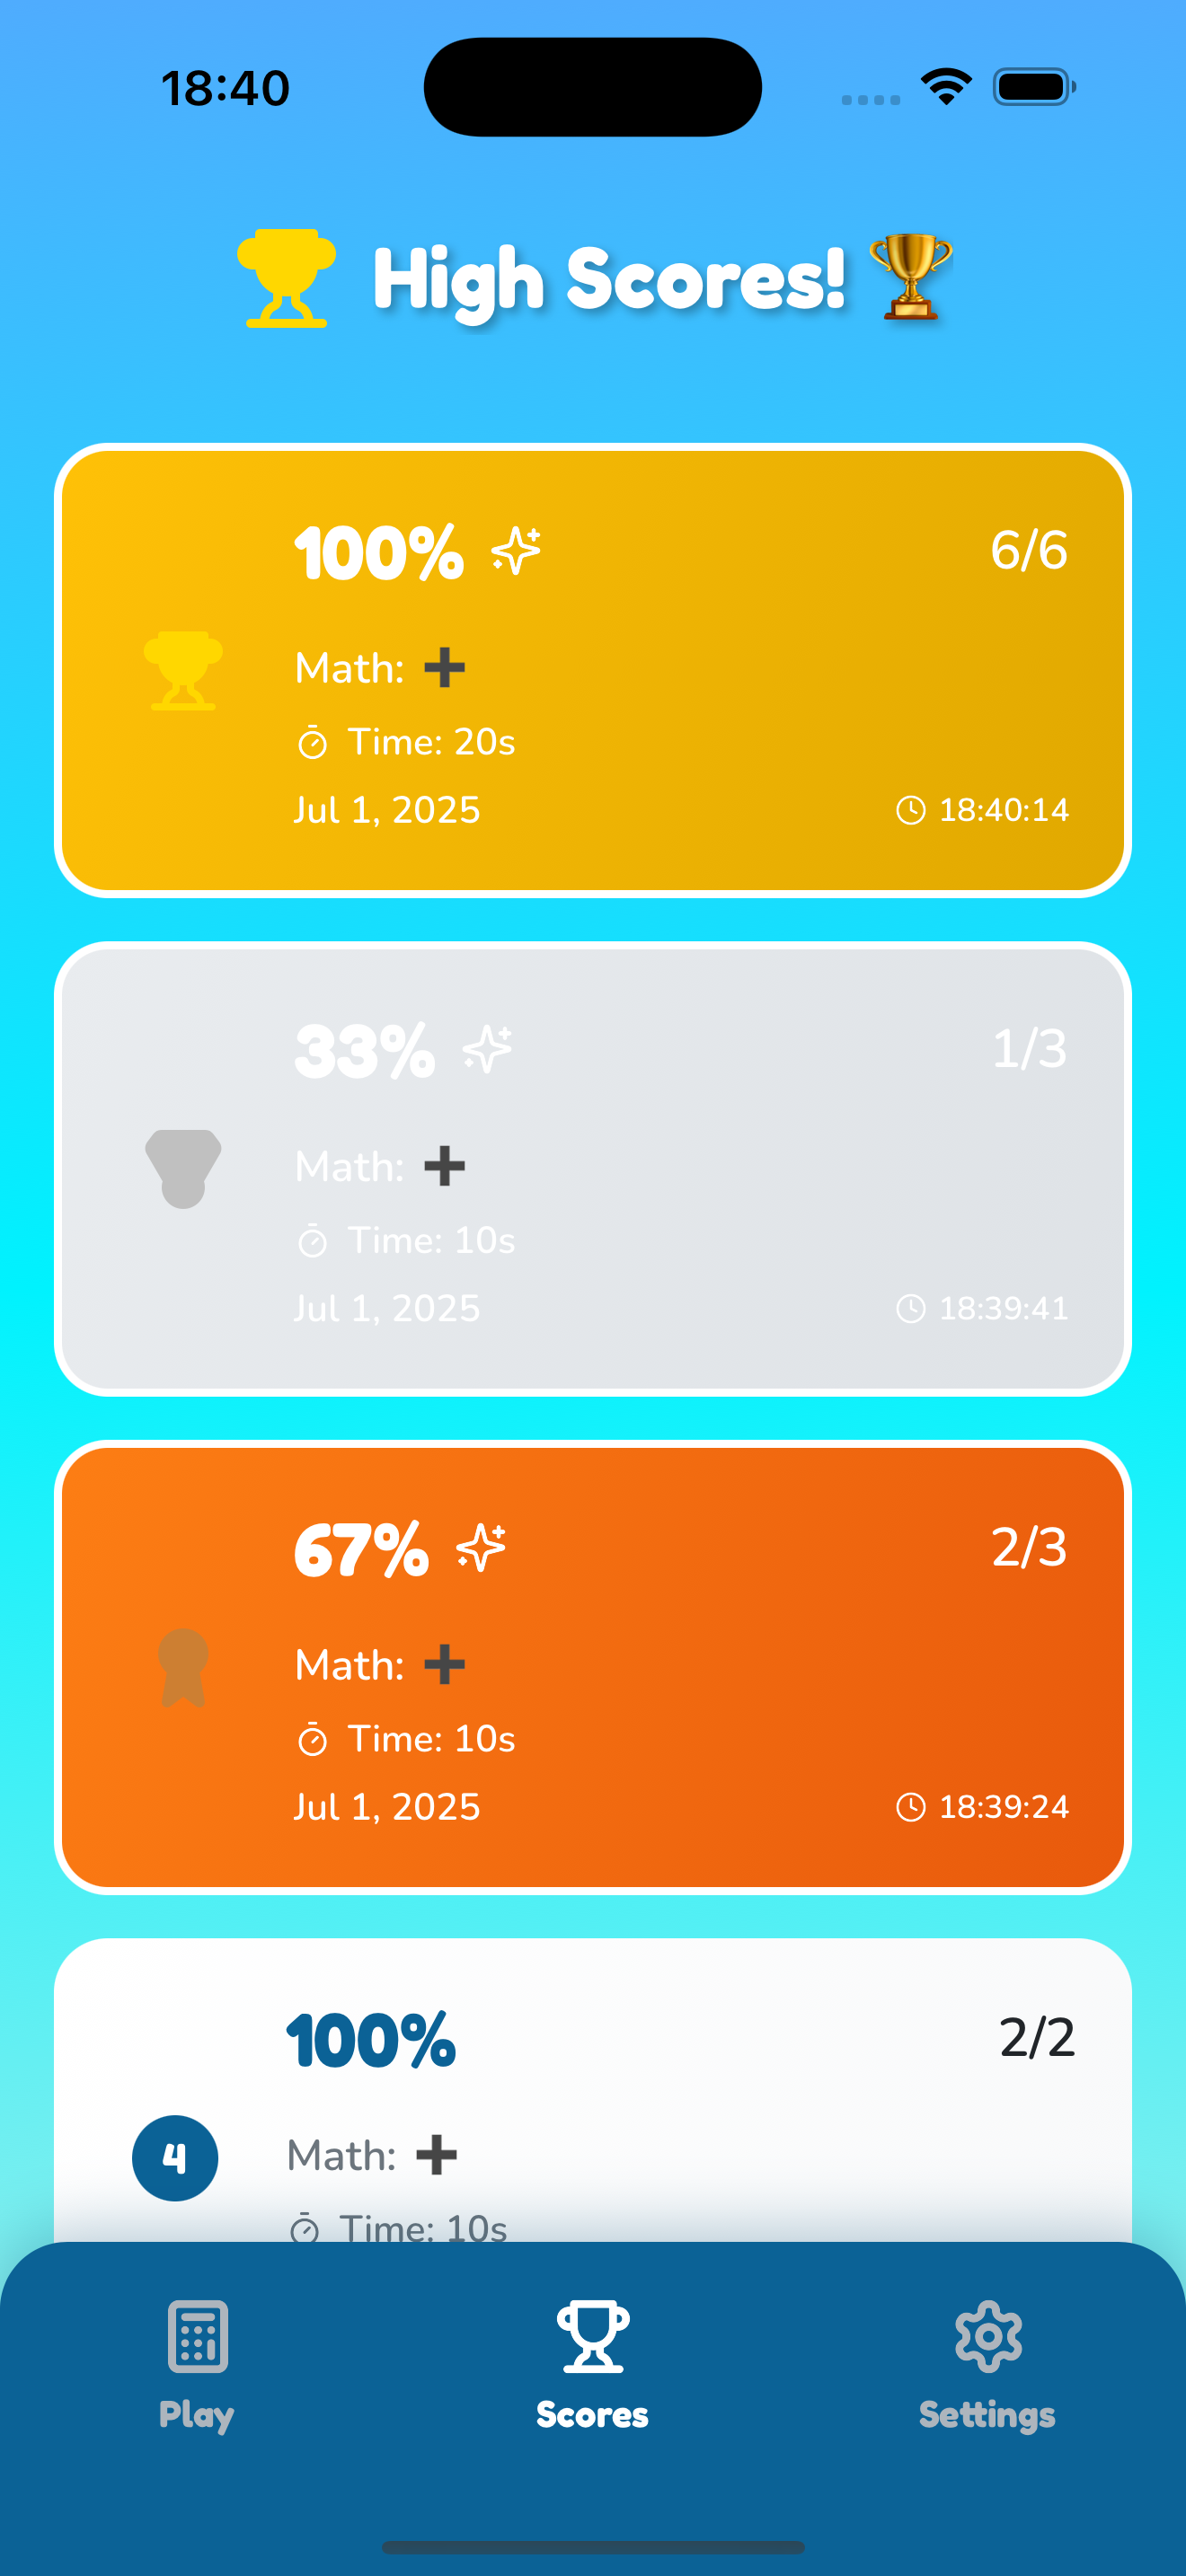 18:40
High Scores!
100% 6/6
Math: ➕
Time: 20s
Jul 1, 2025 18:40:14
33% 1/3
Math: ➕
Time: 10s
Jul 1, 2025 18:39:41
67% 2/3
Math: ➕
Time: 10s
Jul 1, 2025 18:39:24
100% 2/2
4
Math: ➕
Time: 10s
Play Scores Settings